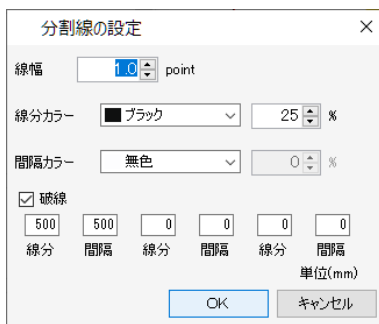 分割線の設定
線幅 1.0 point
線分カラー ブラック 25 %
間隔カラー 無色 0 %
破線
500 500 0 0 0 0
線分 間隔 線分 間隔 線分 間隔
単位(mm)
OK キャンセル